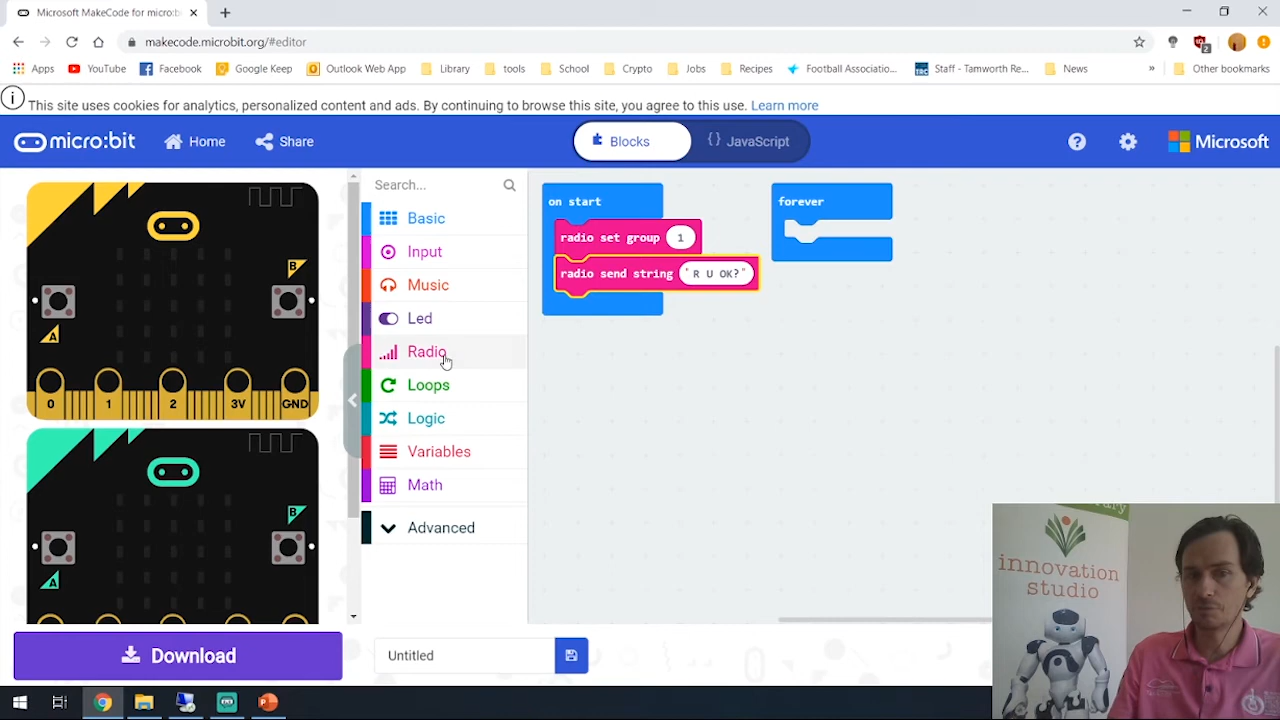 Microsoft MakeCode for micro:b
makecode.microbit.org/#editor
2
Apps YouTube Facebook Google Keep Outlook Web App Library tools School Crypto Jobs Recipes Football Associatio... Staff - Tamworth Re... News » Other bookmarks
This site uses cookies for analytics, personalized content and ads. By continuing to browse this site, you agree to this use. Learn more
micro:bit Home Share Blocks {} JavaScript ? Microsoft
Search...
Basic
Input
Music
Led
Radio
Loops
Logic
Variables
Math
Advanced
on start
radio set group 1
radio send string "R U OK?"
forever
B
A
0 1 2 3V GND
B
A
Download
Untitled
innovation
studio